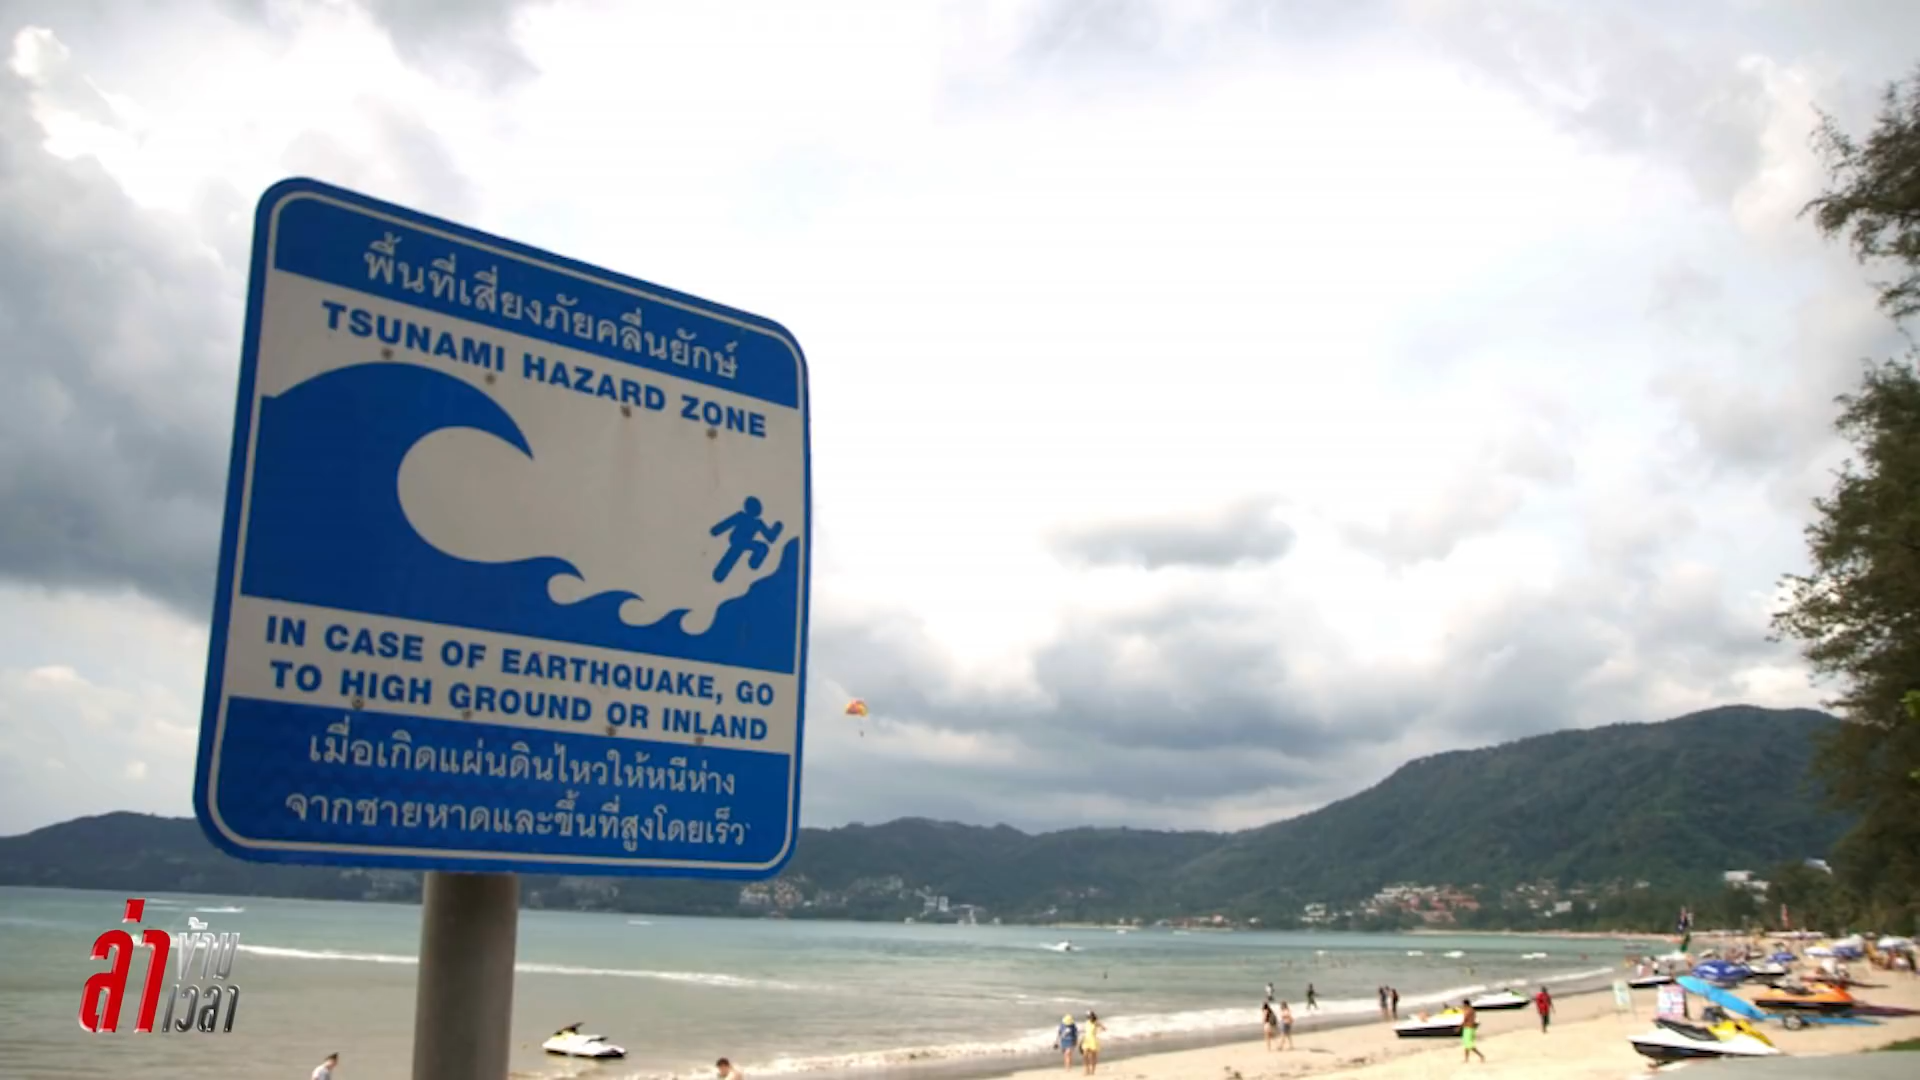 พื้นที่เสี่ยงภัยคลื่นยักษ์
TSUNAMI HAZARD ZONE
IN CASE OF EARTHQUAKE, GO
TO HIGH GROUND OR INLAND
เมื่อเกิดแผ่นดินไหวให้หนีห่าง
จากชายหาดและขึ้นที่สูงโดยเร็ว
ล่าข้ามเวลา